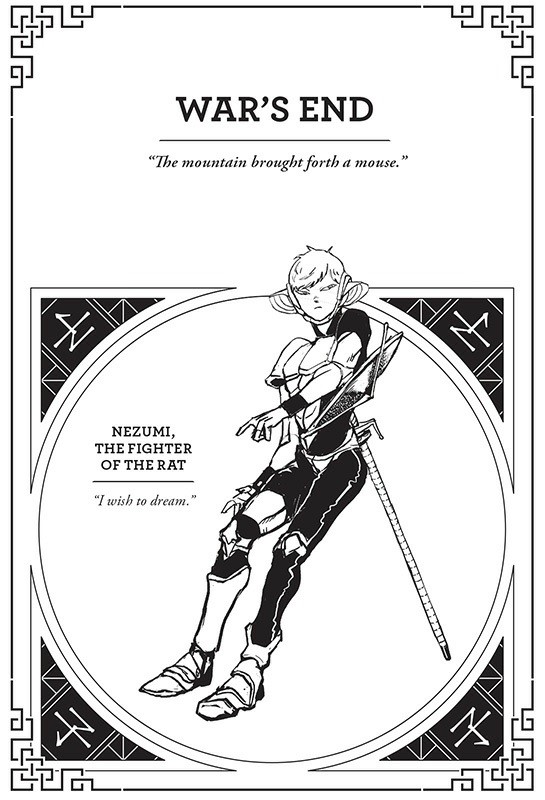 WAR’S END
“The mountain brought forth a mouse.”
NEZUMI,
THE FIGHTER
OF THE RAT
“I wish to dream.”